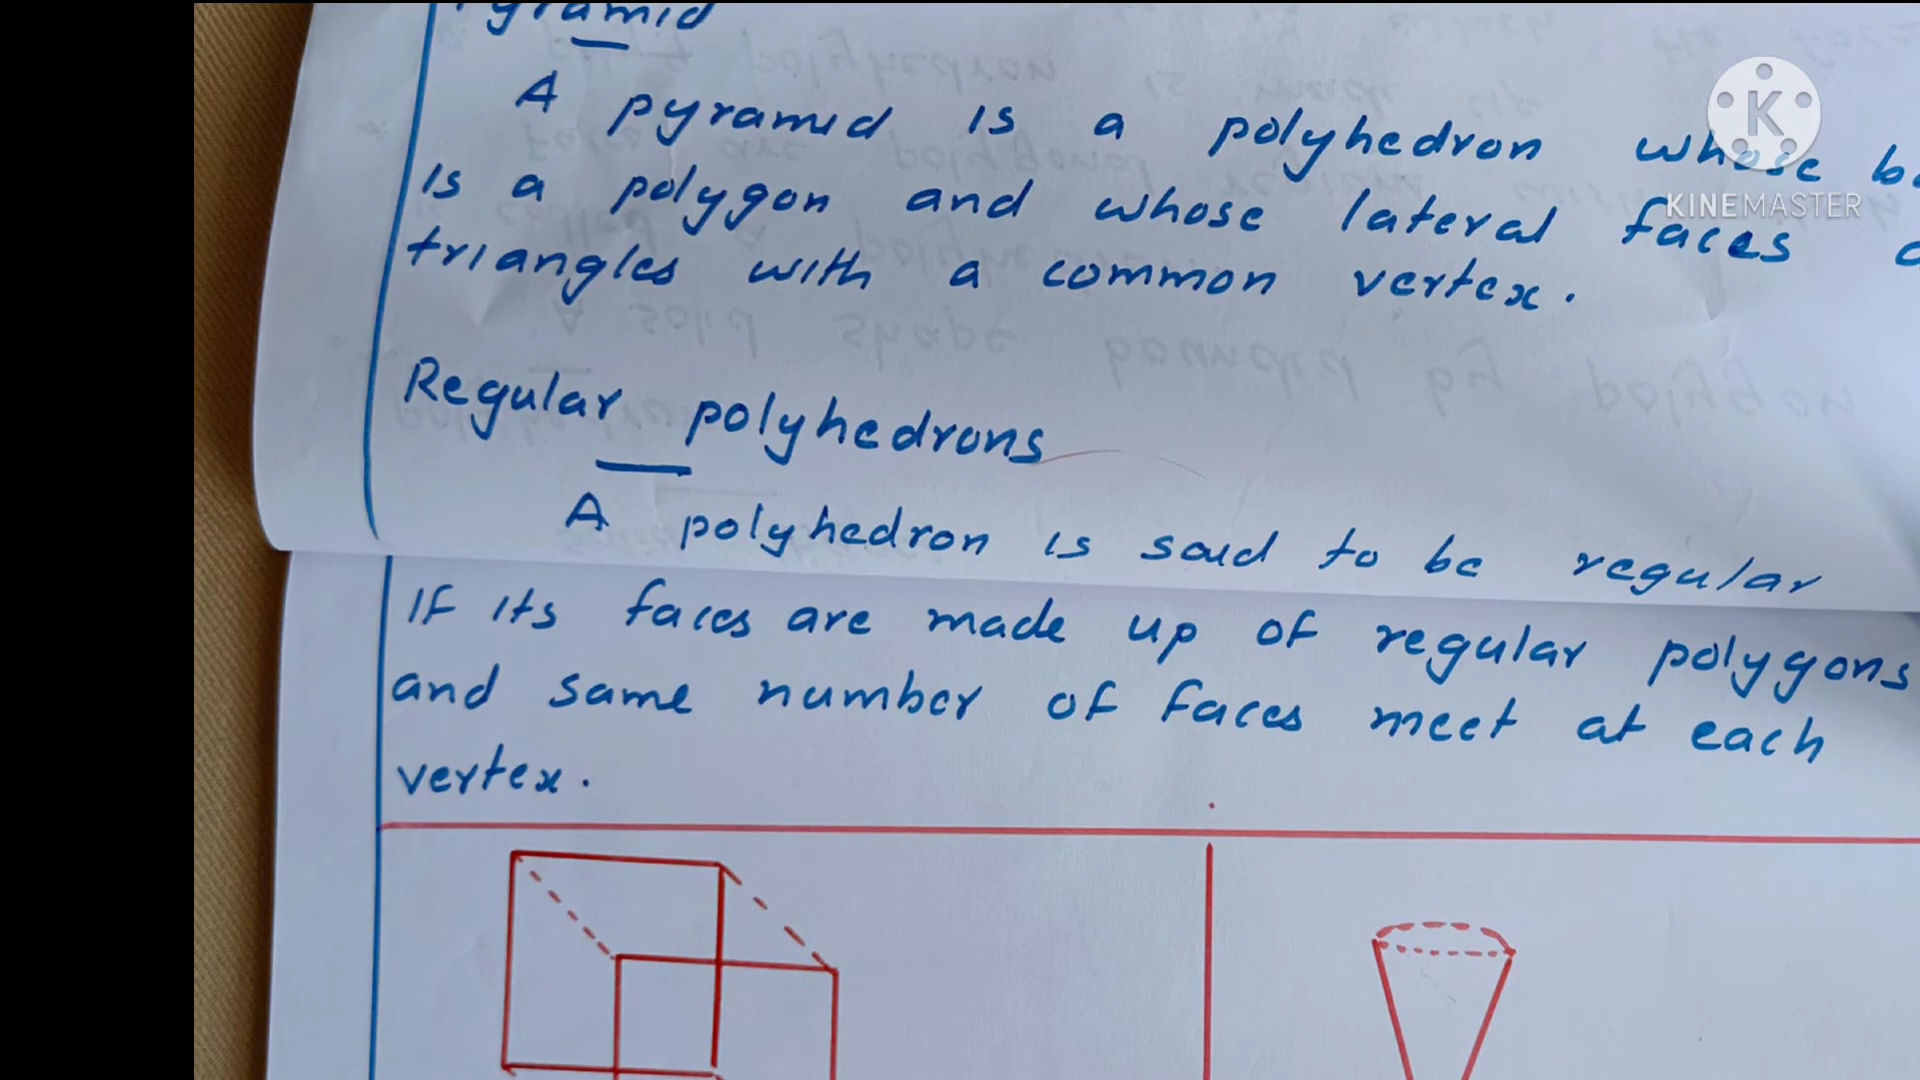 Pyramid
A pyramid is a polyhedron whose
is a polygon and whose lateral faces
triangles with a common vertex.
Regular polyhedrons
A polyhedron is said to be regular
If its faces are made up of regular polygons
and same number of faces meet at each
vertex.
K
KINEMASTER